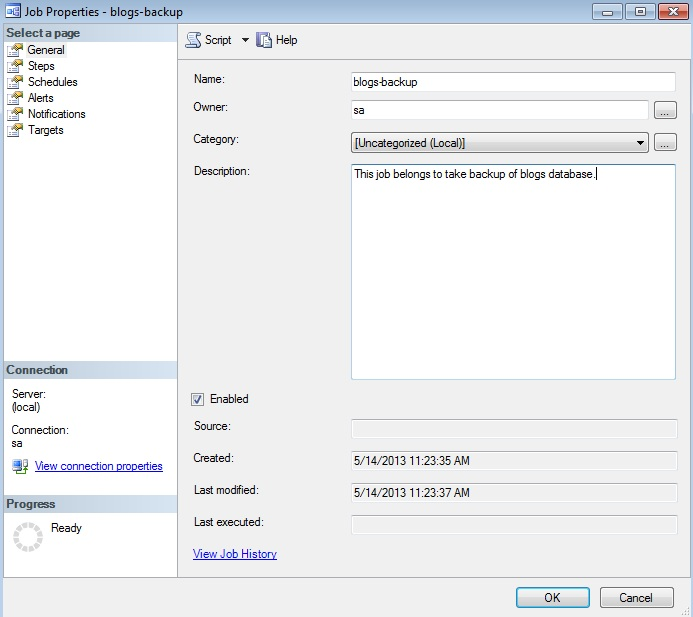 Job Properties - blogs-backup
Select a page
General
Steps
Schedules
Alerts
Notifications
Targets
Connection
Server:
(local)
Connection:
sa
View connection properties
Progress
Ready
Script
Help
Name:
blogs-backup
Owner:
sa
...
Category:
[Uncategorized (Local)]
...
Description:
This job belongs to take backup of blogs database.
Enabled
Source:
Created:
5/14/2013 11:23:35 AM
Last modified:
5/14/2013 11:23:37 AM
Last executed:
View Job History
OK
Cancel